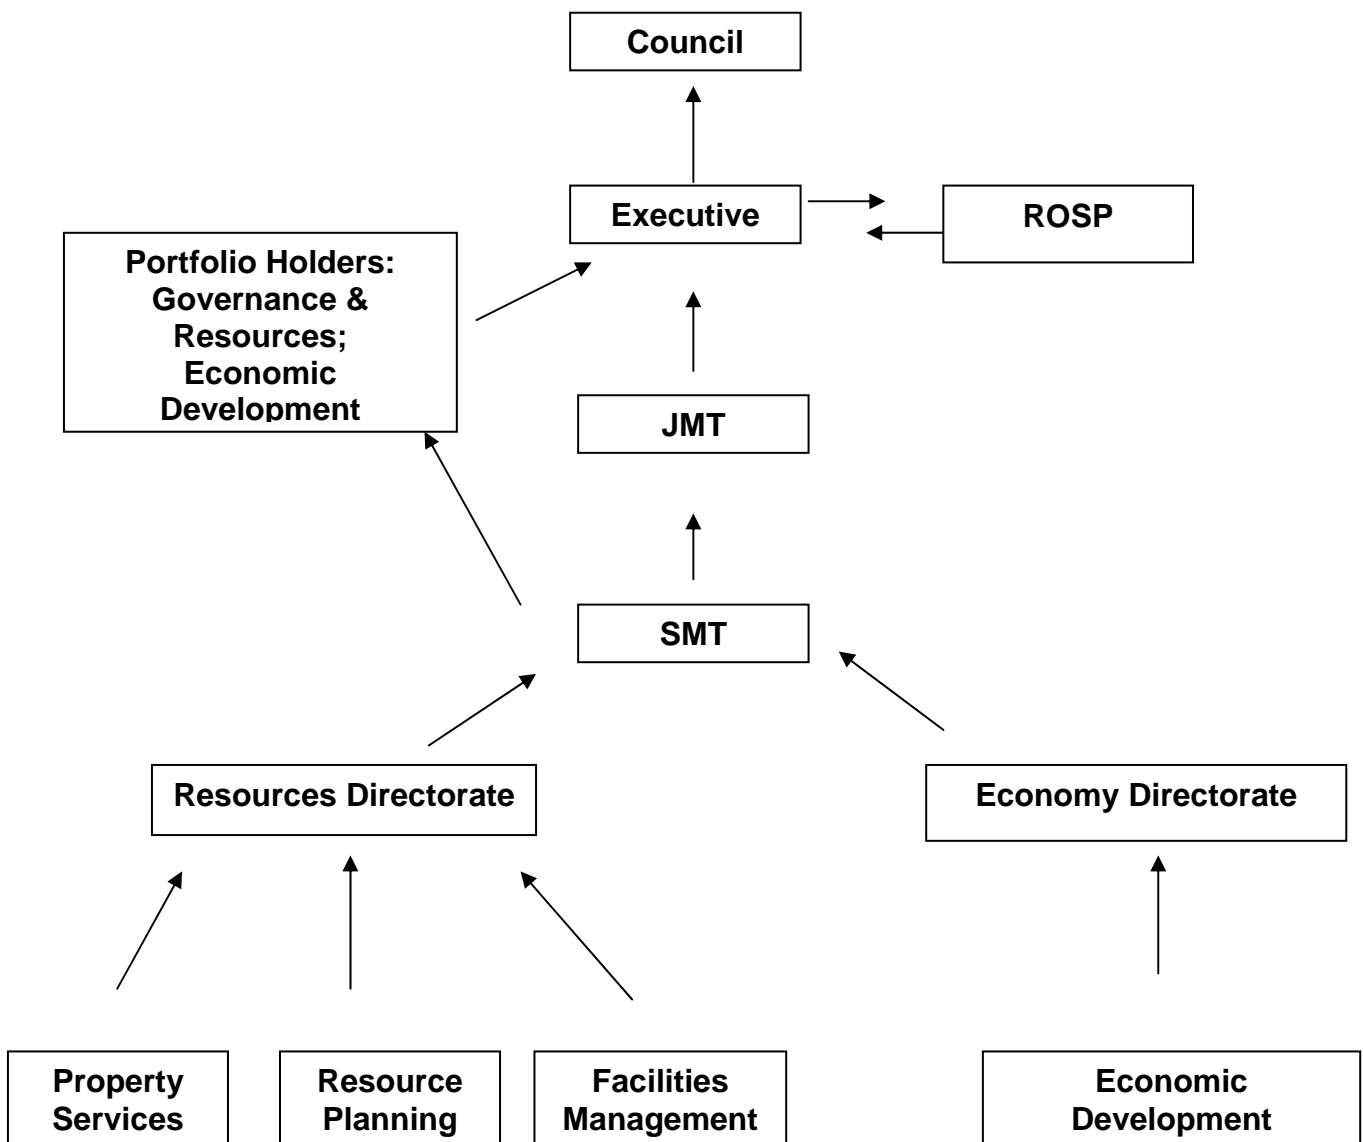 Council
Executive
ROSP
Portfolio Holders:
Governance &
Resources;
Economic
Development
JMT
SMT
Resources Directorate
Economy Directorate
Property
Services
Resource
Planning
Facilities
Management
Economic
Development